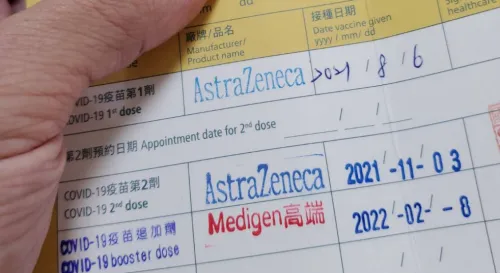 dd
廠牌/品名
Manufacturer/
Product name
接種日期
Date vaccine given
yyyy / mm/ dd
COVID-19疫苗第1劑
COVID-19 1st dose
AstraZeneca
2021/8/6
第2劑預約日期 Appointment date for 2nd dose / /
COVID-19疫苗第2劑
COVID-19 2nd dose
AstraZeneca
2021-11-03
COVID-19疫苗追加劑
COVID-19 booster dose
Medigen高端
2022-02--8